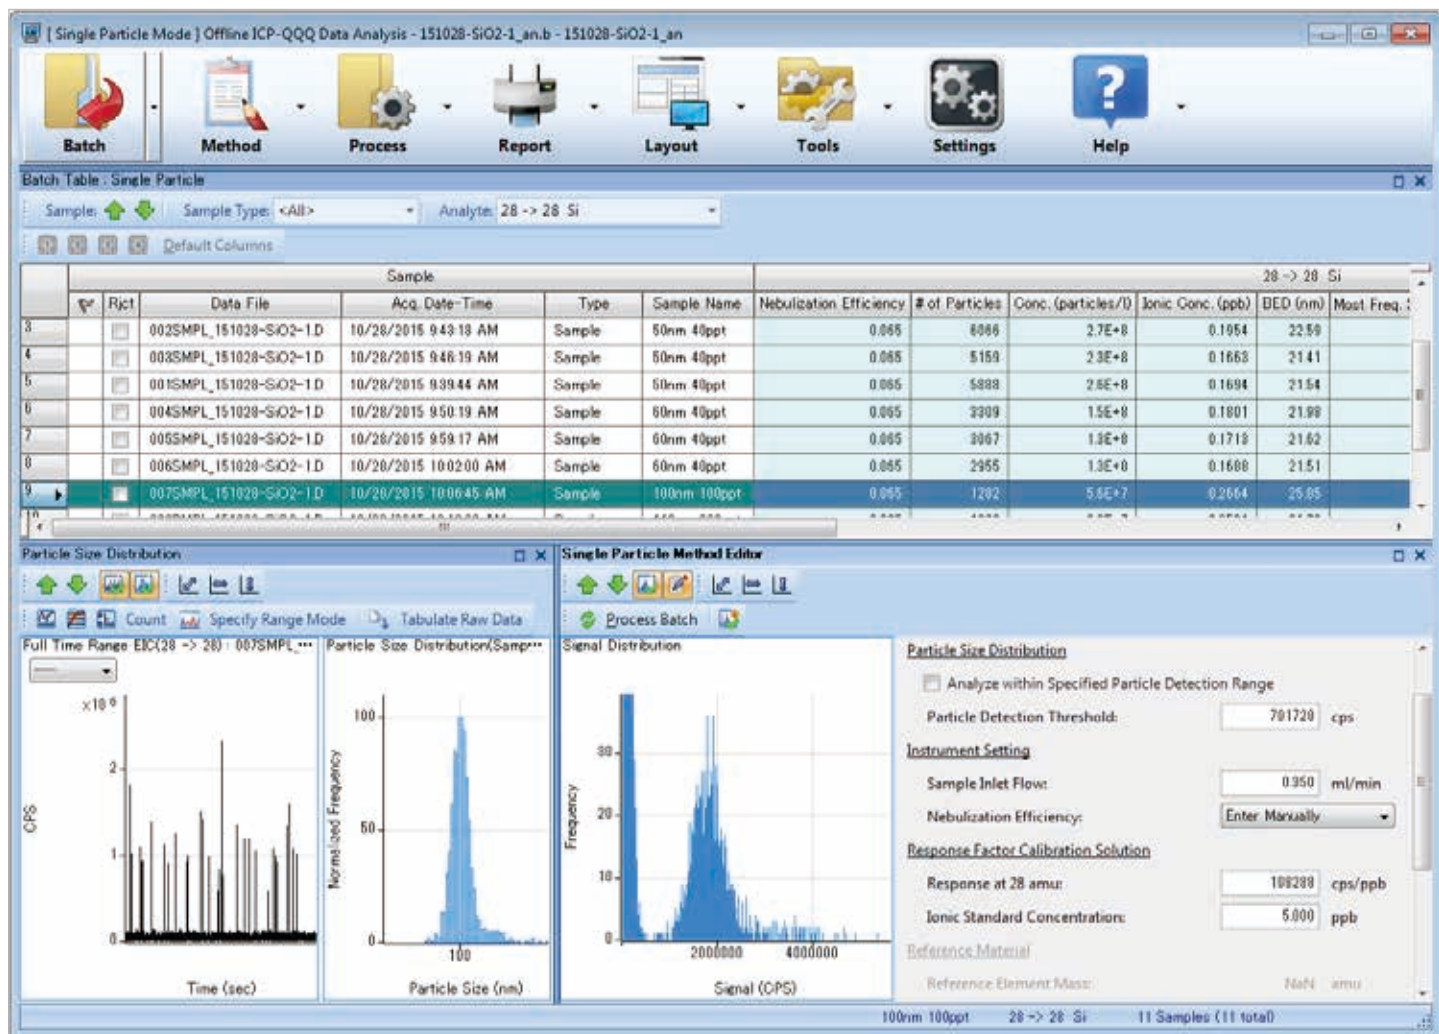 [ Single Particle Mode ] Offline ICP-QQQ Data Analysis - 151028-SiO2-1_an.b - 151028-SiO2-1_an
Batch Method Process Report Layout Tools Settings Help
Batch Table : Single Particle
Sample: Sample Type: <All> Analyte: 28 -> 28 Si
Default Columns
Sample 28 -> 28 Si
Rjct Data File Acq. Date-Time Type Sample Name Nebulization Efficiency # of Particles Conc. (particles/l) Ionic Conc. (ppb) BED (nm) Most Freq.
3 002SMPL_151028-SiO2-1.D 10/28/2015 9:43:18 AM Sample 50nm 40ppt 0.065 6066 2.7E+8 0.1954 22.59
4 003SMPL_151028-SiO2-1.D 10/28/2015 9:46:19 AM Sample 50nm 40ppt 0.065 5159 2.3E+8 0.1663 21.41
5 001SMPL_151028-SiO2-1.D 10/28/2015 9:39:44 AM Sample 50nm 40ppt 0.065 5888 2.6E+8 0.1694 21.54
6 004SMPL_151028-SiO2-1.D 10/28/2015 9:50:19 AM Sample 60nm 40ppt 0.065 3309 1.5E+8 0.1801 21.98
7 005SMPL_151028-SiO2-1.D 10/28/2015 9:59:17 AM Sample 60nm 40ppt 0.065 3067 1.3E+8 0.1713 21.62
8 006SMPL_151028-SiO2-1.D 10/28/2015 10:02:00 AM Sample 60nm 40ppt 0.065 2955 1.3E+8 0.1688 21.51
9 007SMPL_151028-SiO2-1.D 10/28/2015 10:06:45 AM Sample 100nm 100ppt 0.065 1282 5.6E+7 0.2664 25.05
10
Particle Size Distribution
Count Specify Range Mode Tabulate Raw Data
Full Time Range EIC(28 -> 28) : 007SMPL_...
×10 6
2
1
0
CPS
Time (sec)
Particle Size Distribution(Samp...
100
50
0
100
Normalized Frequency
Particle Size (nm)
Single Particle Method Editor
Process Batch
Signal Distribution
30
20
10
0
2000000 4000000
Frequency
Signal (CPS)
Particle Size Distribution
Analyze within Specified Particle Detection Range
Particle Detection Threshold: 701720 cps
Instrument Setting
Sample Inlet Flow: 0.350 ml/min
Nebulization Efficiency: Enter Manually
Response Factor Calibration Solution
Response at 28 amu: 108288 cps/ppb
Ionic Standard Concentration: 5.000 ppb
Reference Material
Reference Element Mass: NaN amu
100nm 100ppt 28 -> 28 Si 11 Samples (11 total)